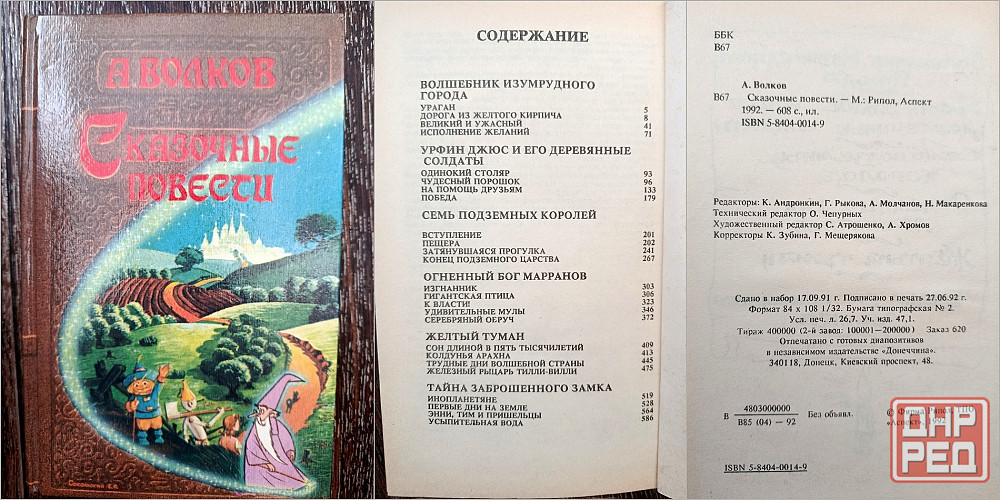 А. ВОЛКОВ
Сказочные
повести
Соколовский Е.В.
СОДЕРЖАНИЕ
ВОЛШЕБНИК ИЗУМРУДНОГО
ГОРОДА
УРАГАН 5
ДОРОГА ИЗ ЖЕЛТОГО КИРПИЧА 8
ВЕЛИКИЙ И УЖАСНЫЙ 41
ИСПОЛНЕНИЕ ЖЕЛАНИЙ 71
УРФИН ДЖЮС И ЕГО ДЕРЕВЯННЫЕ
СОЛДАТЫ
ОДИНОКИЙ СТОЛЯР 93
ЧУДЕСНЫЙ ПОРОШОК 96
НА ПОМОЩЬ ДРУЗЬЯМ 133
ПОБЕДА 179
СЕМЬ ПОДЗЕМНЫХ КОРОЛЕЙ
ВСТУПЛЕНИЕ 201
ПЕЩЕРА 202
ЗАТЯНУВШАЯСЯ ПРОГУЛКА 241
КОНЕЦ ПОДЗЕМНОГО ЦАРСТВА 267
ОГНЕННЫЙ БОГ МАРРАНОВ
ИЗГНАННИК 303
ГИГАНТСКАЯ ПТИЦА 306
К ВЛАСТИ! 323
УДИВИТЕЛЬНЫЕ МУЛЫ 346
СЕРЕБРЯНЫЙ ОБРУЧ 372
ЖЕЛТЫЙ ТУМАН
СОН ДЛИНОЙ В ПЯТЬ ТЫСЯЧИЛЕТИЙ 409
КОЛДУНЬЯ АРАХНА 413
ТРУДНЫЕ ДНИ ВОЛШЕБНОЙ СТРАНЫ 445
ЖЕЛЕЗНЫЙ РЫЦАРЬ ТИЛЛИ-ВИЛЛИ 475
ТАЙНА ЗАБРОШЕННОГО ЗАМКА
ИНОПЛАНЕТЯНЕ 519
ПЕРВЫЕ ДНИ НА ЗЕМЛЕ 528
ЭННИ, ТИМ И ПРИШЕЛЬЦЫ 564
УСЫПИТЕЛЬНАЯ ВОДА 586
ББК
В67
А. Волков
В67 Сказочные повести. — М.: Рипол, Аспект
1992. — 608 с., ил.
ISBN 5-8404-0014-9
Редакторы: К. Андронкин, Г. Рыкова, А. Молчанов, Н. Макаренкова
Технический редактор О. Чепурных
Художественный редактор С. Атрошенко, А. Хромов
Корректоры К. Зубина, Г. Мещерякова
Сдано в набор 17.09.91 г. Подписано в печать 27.06.92 г.
Формат 84 х 108 1/32. Бумага типографская № 2.
Усл. печ. л. 26,7. Уч. изд. 47,1.
Тираж 400000 (2-й завод: 100001—200000) Заказ 620
Отпечатано с готовых диапозитивов
в независимом издательстве «Донеччина».
340118, Донецк, Киевский проспект, 48.
В 4803000000 Без объявл.
В85 (04) — 92
© Фирма Рипол, ТПО
«Аспект», 1992
ISBN 5-8404-0014-9
ДАР
РЕД